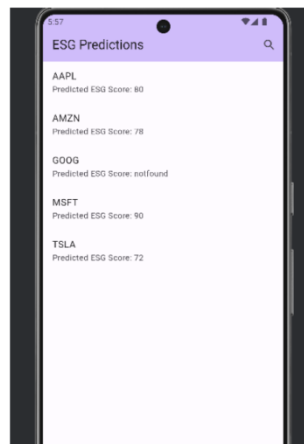 5:57
ESG Predictions
AAPL
Predicted ESG Score: 80
AMZN
Predicted ESG Score: 78
GOOG
Predicted ESG Score: notfound
MSFT
Predicted ESG Score: 90
TSLA
Predicted ESG Score: 72